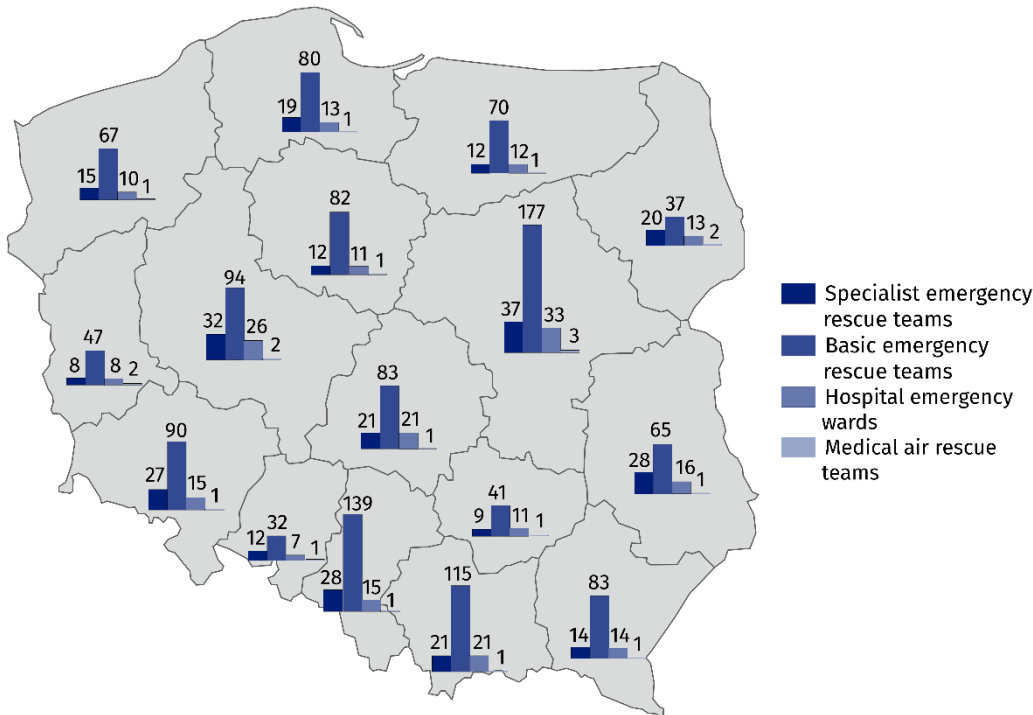 80
19 13 1
70
12 12 1
67
15 10 1
37
20 13 2
82
12 11 1
177
37 33 3
94
32 26 2
47
8 8 2
83
21 21 1
65
28 16 1
90
27 15 1
41
9 11 1
32
12 7 1
139
28 15 1
115
21 21 1
83
14 14 1
Specialist emergency
rescue teams
Basic emergency
rescue teams
Hospital emergency
wards
Medical air rescue
teams